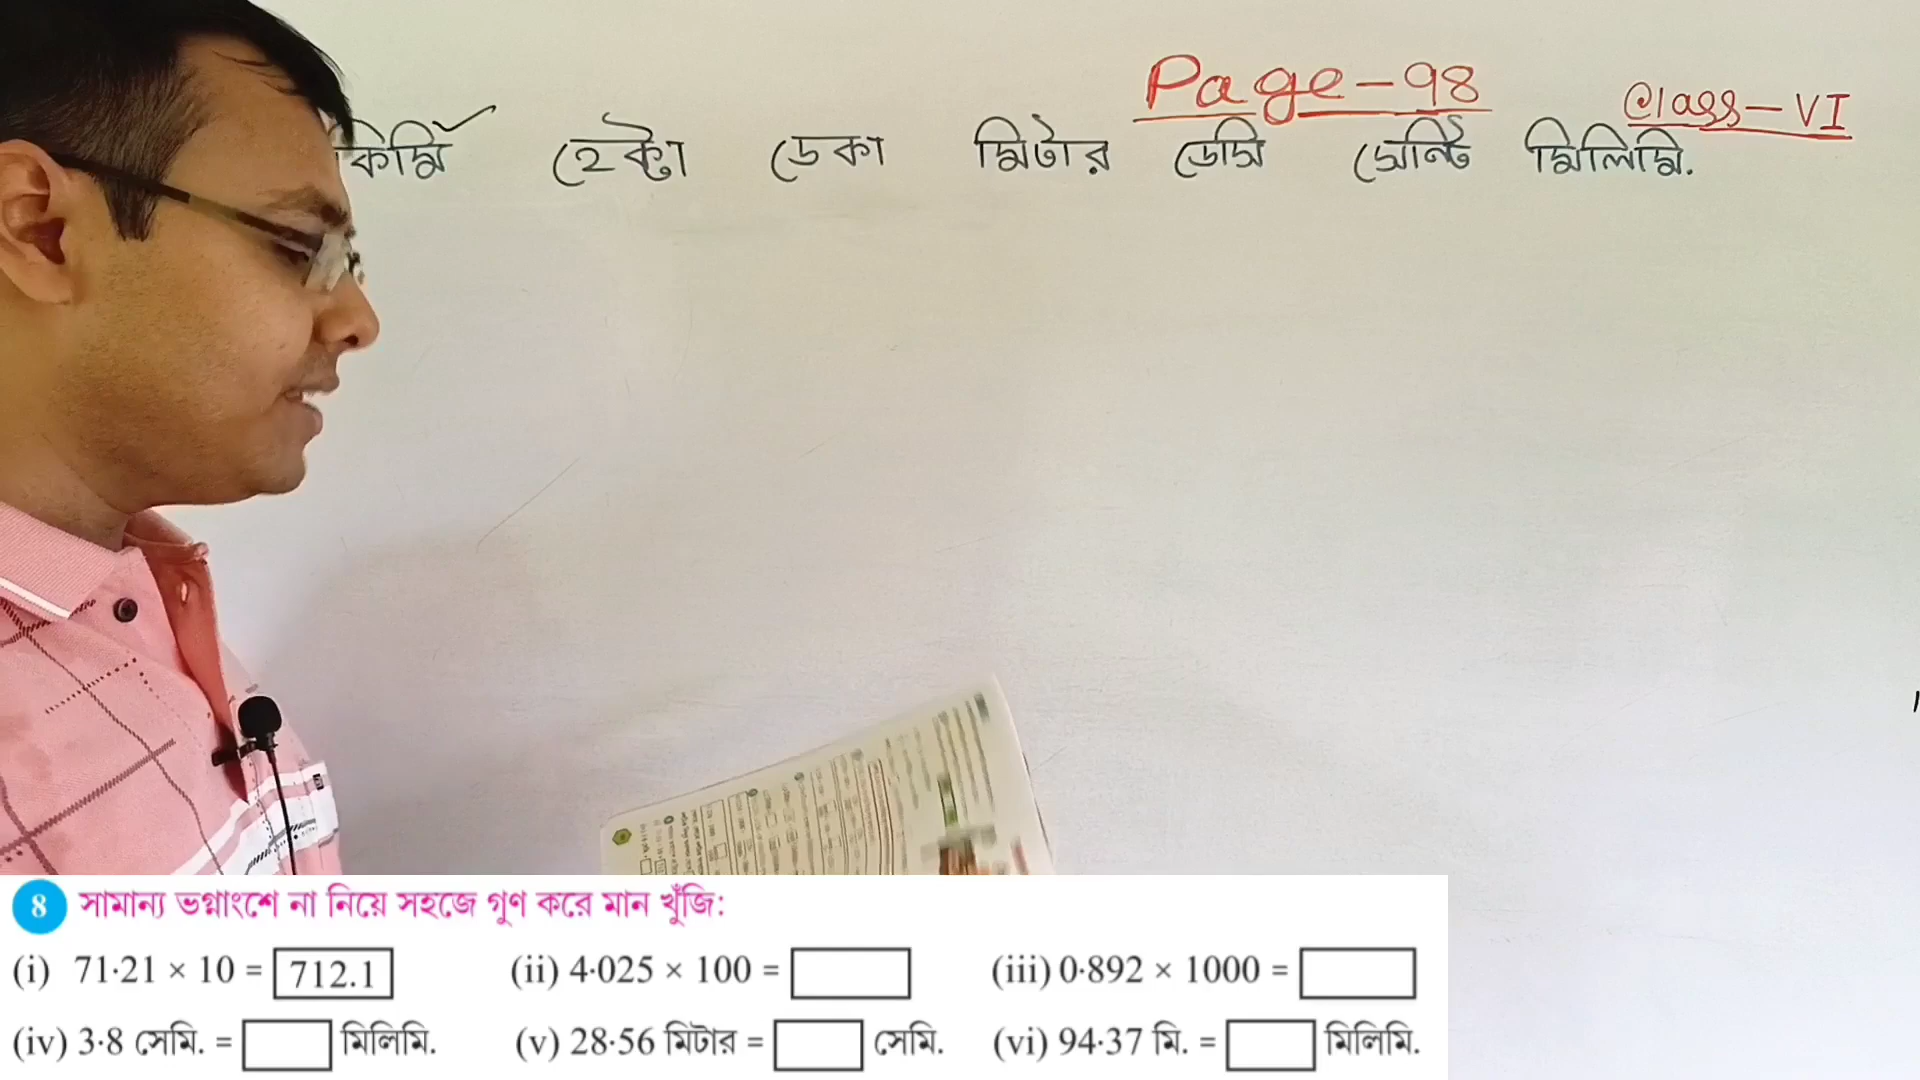 Page-98
Class-VI
কিমি হেক্টা ডেকা মিটার ডেসি সেন্টি মিলিমি.
8 সামান্য ভগ্নাংশে না নিয়ে সহজে গুণ করে মান খুঁজি:
(i) 71·21 × 10 = 712.1 (ii) 4·025 × 100 = (iii) 0·892 × 1000 =
(iv) 3·8 সেমি. = মিলিমি. (v) 28·56 মিটার = সেমি. (vi) 94·37 মি. = মিলিমি.